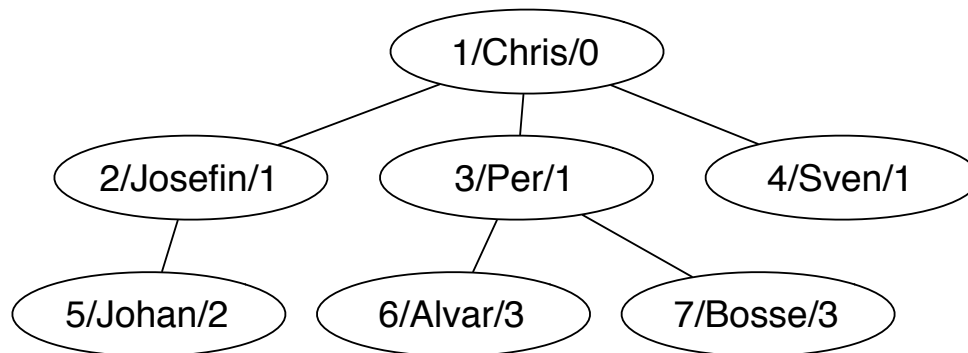 1/Chris/0
2/Josefin/1
3/Per/1
4/Sven/1
5/Johan/2
6/Alvar/3
7/Bosse/3